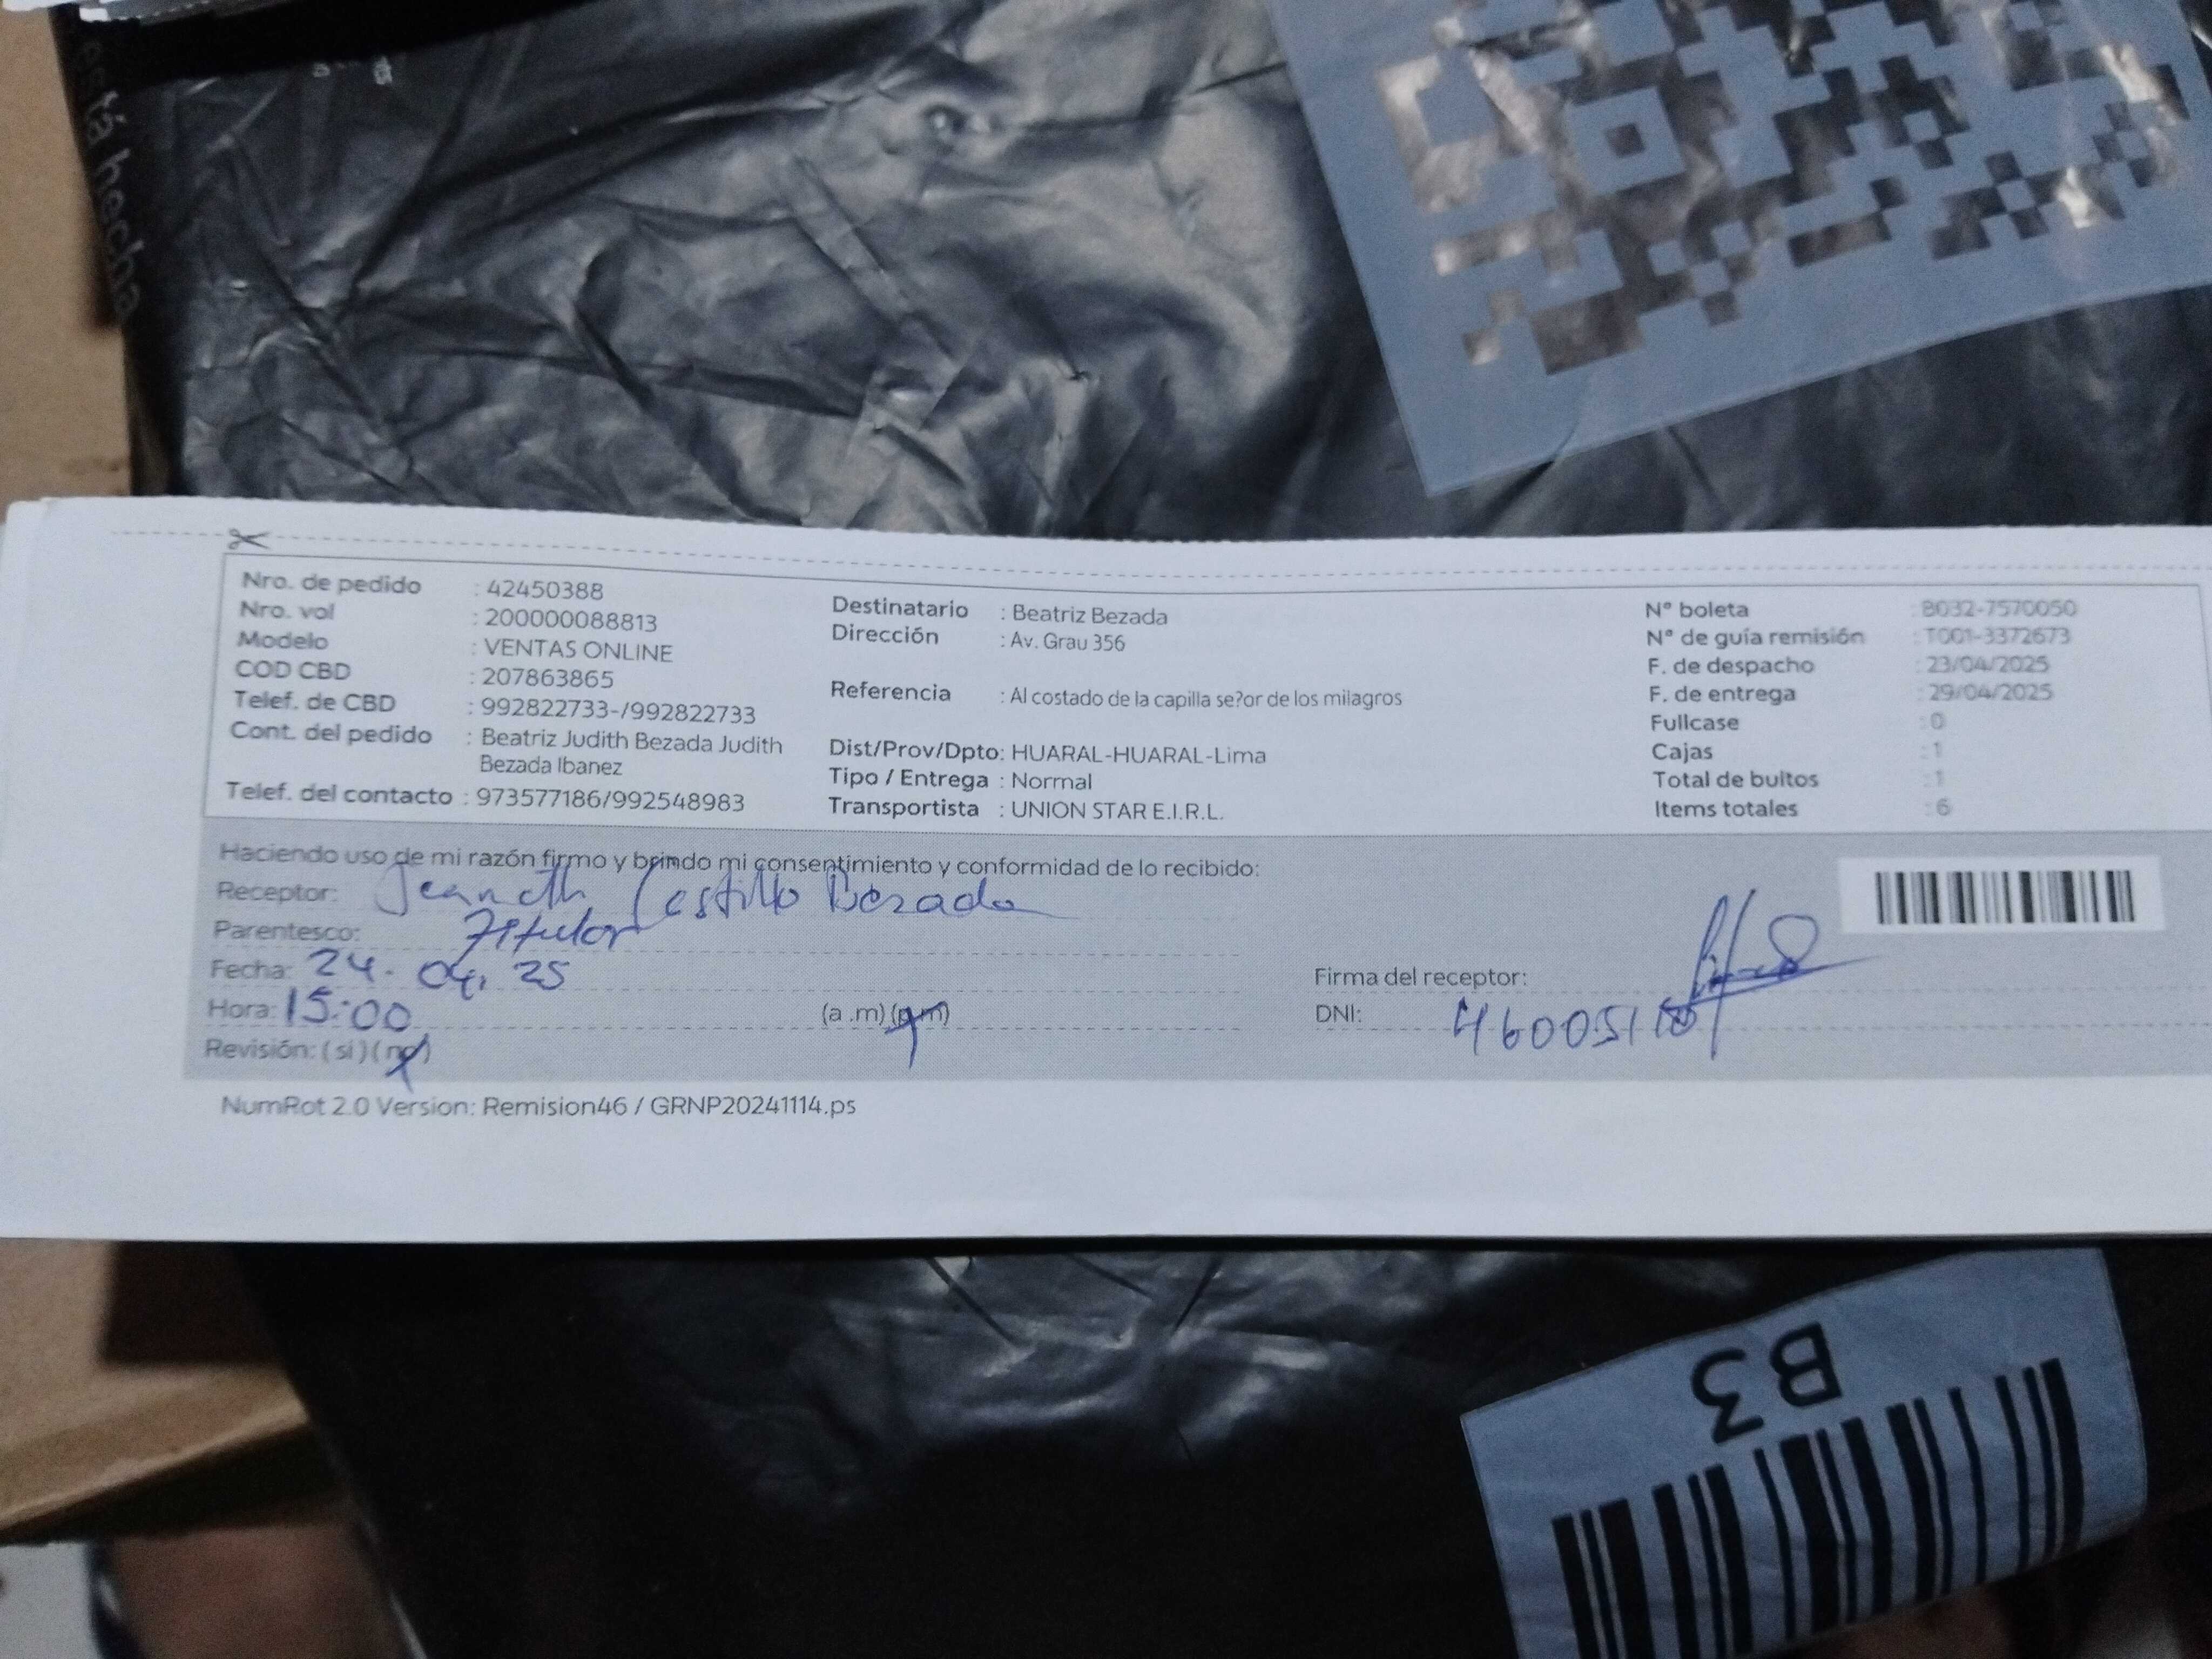 está hecha
Nro. de pedido : 42450388
Nro. vol : 200000088813
Modelo : VENTAS ONLINE
COD CBD : 207863865
Telef. de CBD : 992822733-/992822733
Cont. del pedido : Beatriz Judith Bezada Judith
Bezada Ibanez
Telef. del contacto : 973577186/992548983
Destinatario : Beatriz Bezada
Dirección : Av. Grau 356
Referencia : Al costado de la capilla se?or de los milagros
Dist/Prov/Dpto: HUARAL-HUARAL-Lima
Tipo / Entrega : Normal
Transportista : UNION STAR E.I.R.L.
Nº boleta : B032-7570050
Nº de guía remisión : T001-3372673
F. de despacho : 23/04/2025
F. de entrega : 29/04/2025
Fullcase : 0
Cajas : 1
Total de bultos : 1
Items totales : 6
Haciendo uso de mi razón firmo y brindo mi consentimiento y conformidad de lo recibido:
Receptor: Jeaneth Castillo Bezada
Parentesco: Titular
Fecha: 24. 04. 25
Hora: 15:00 (a .m) (p.m)
Revisión: (si) (no)
Firma del receptor:
DNI:
NumRot 2.0 Version: Remision46 / GRNP20241114.ps
B3